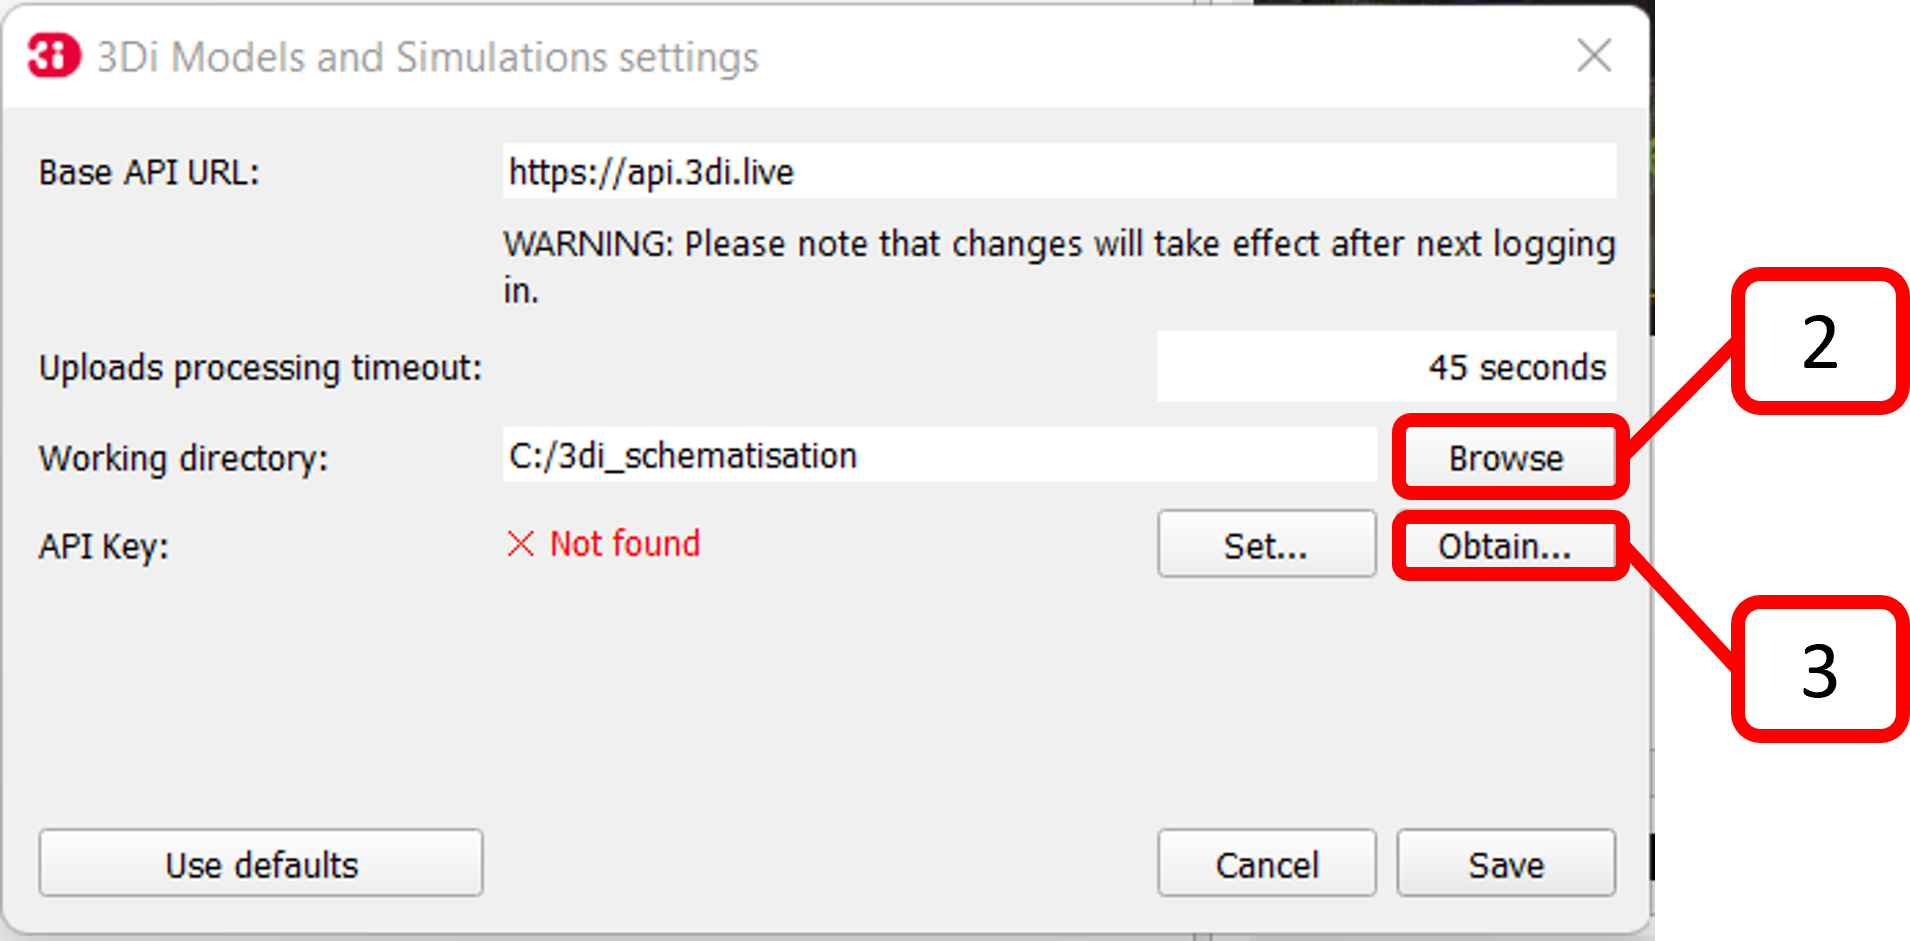 3i 3Di Models and Simulations settings
Base API URL: https://api.3di.live
WARNING: Please note that changes will take effect after next logging
in.
2
Uploads processing timeout: 45 seconds
Working directory: C:/3di_schematisation Browse
API Key: Not found Set... Obtain...
3
Use defaults Cancel Save